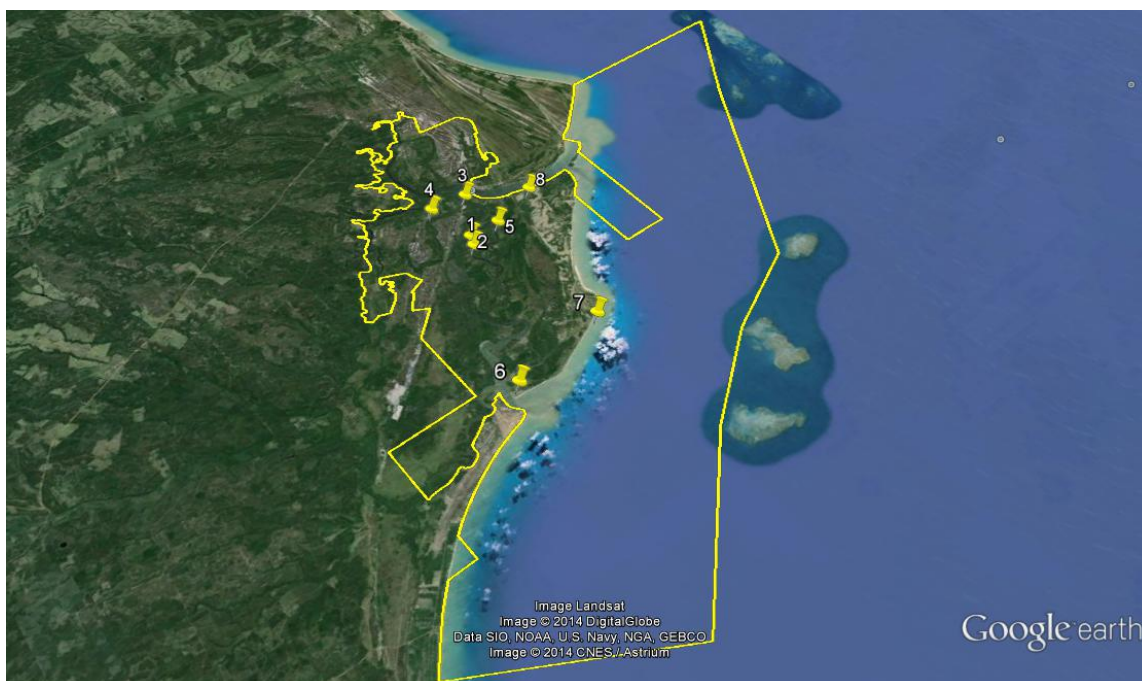 3
8
4
5
1
2
7
6
Image Landsat
Image © 2014 DigitalGlobe
Data SIO, NOAA, U.S. Navy, NGA, GEBCO
Image © 2014 CNES / Astrium
Google earth